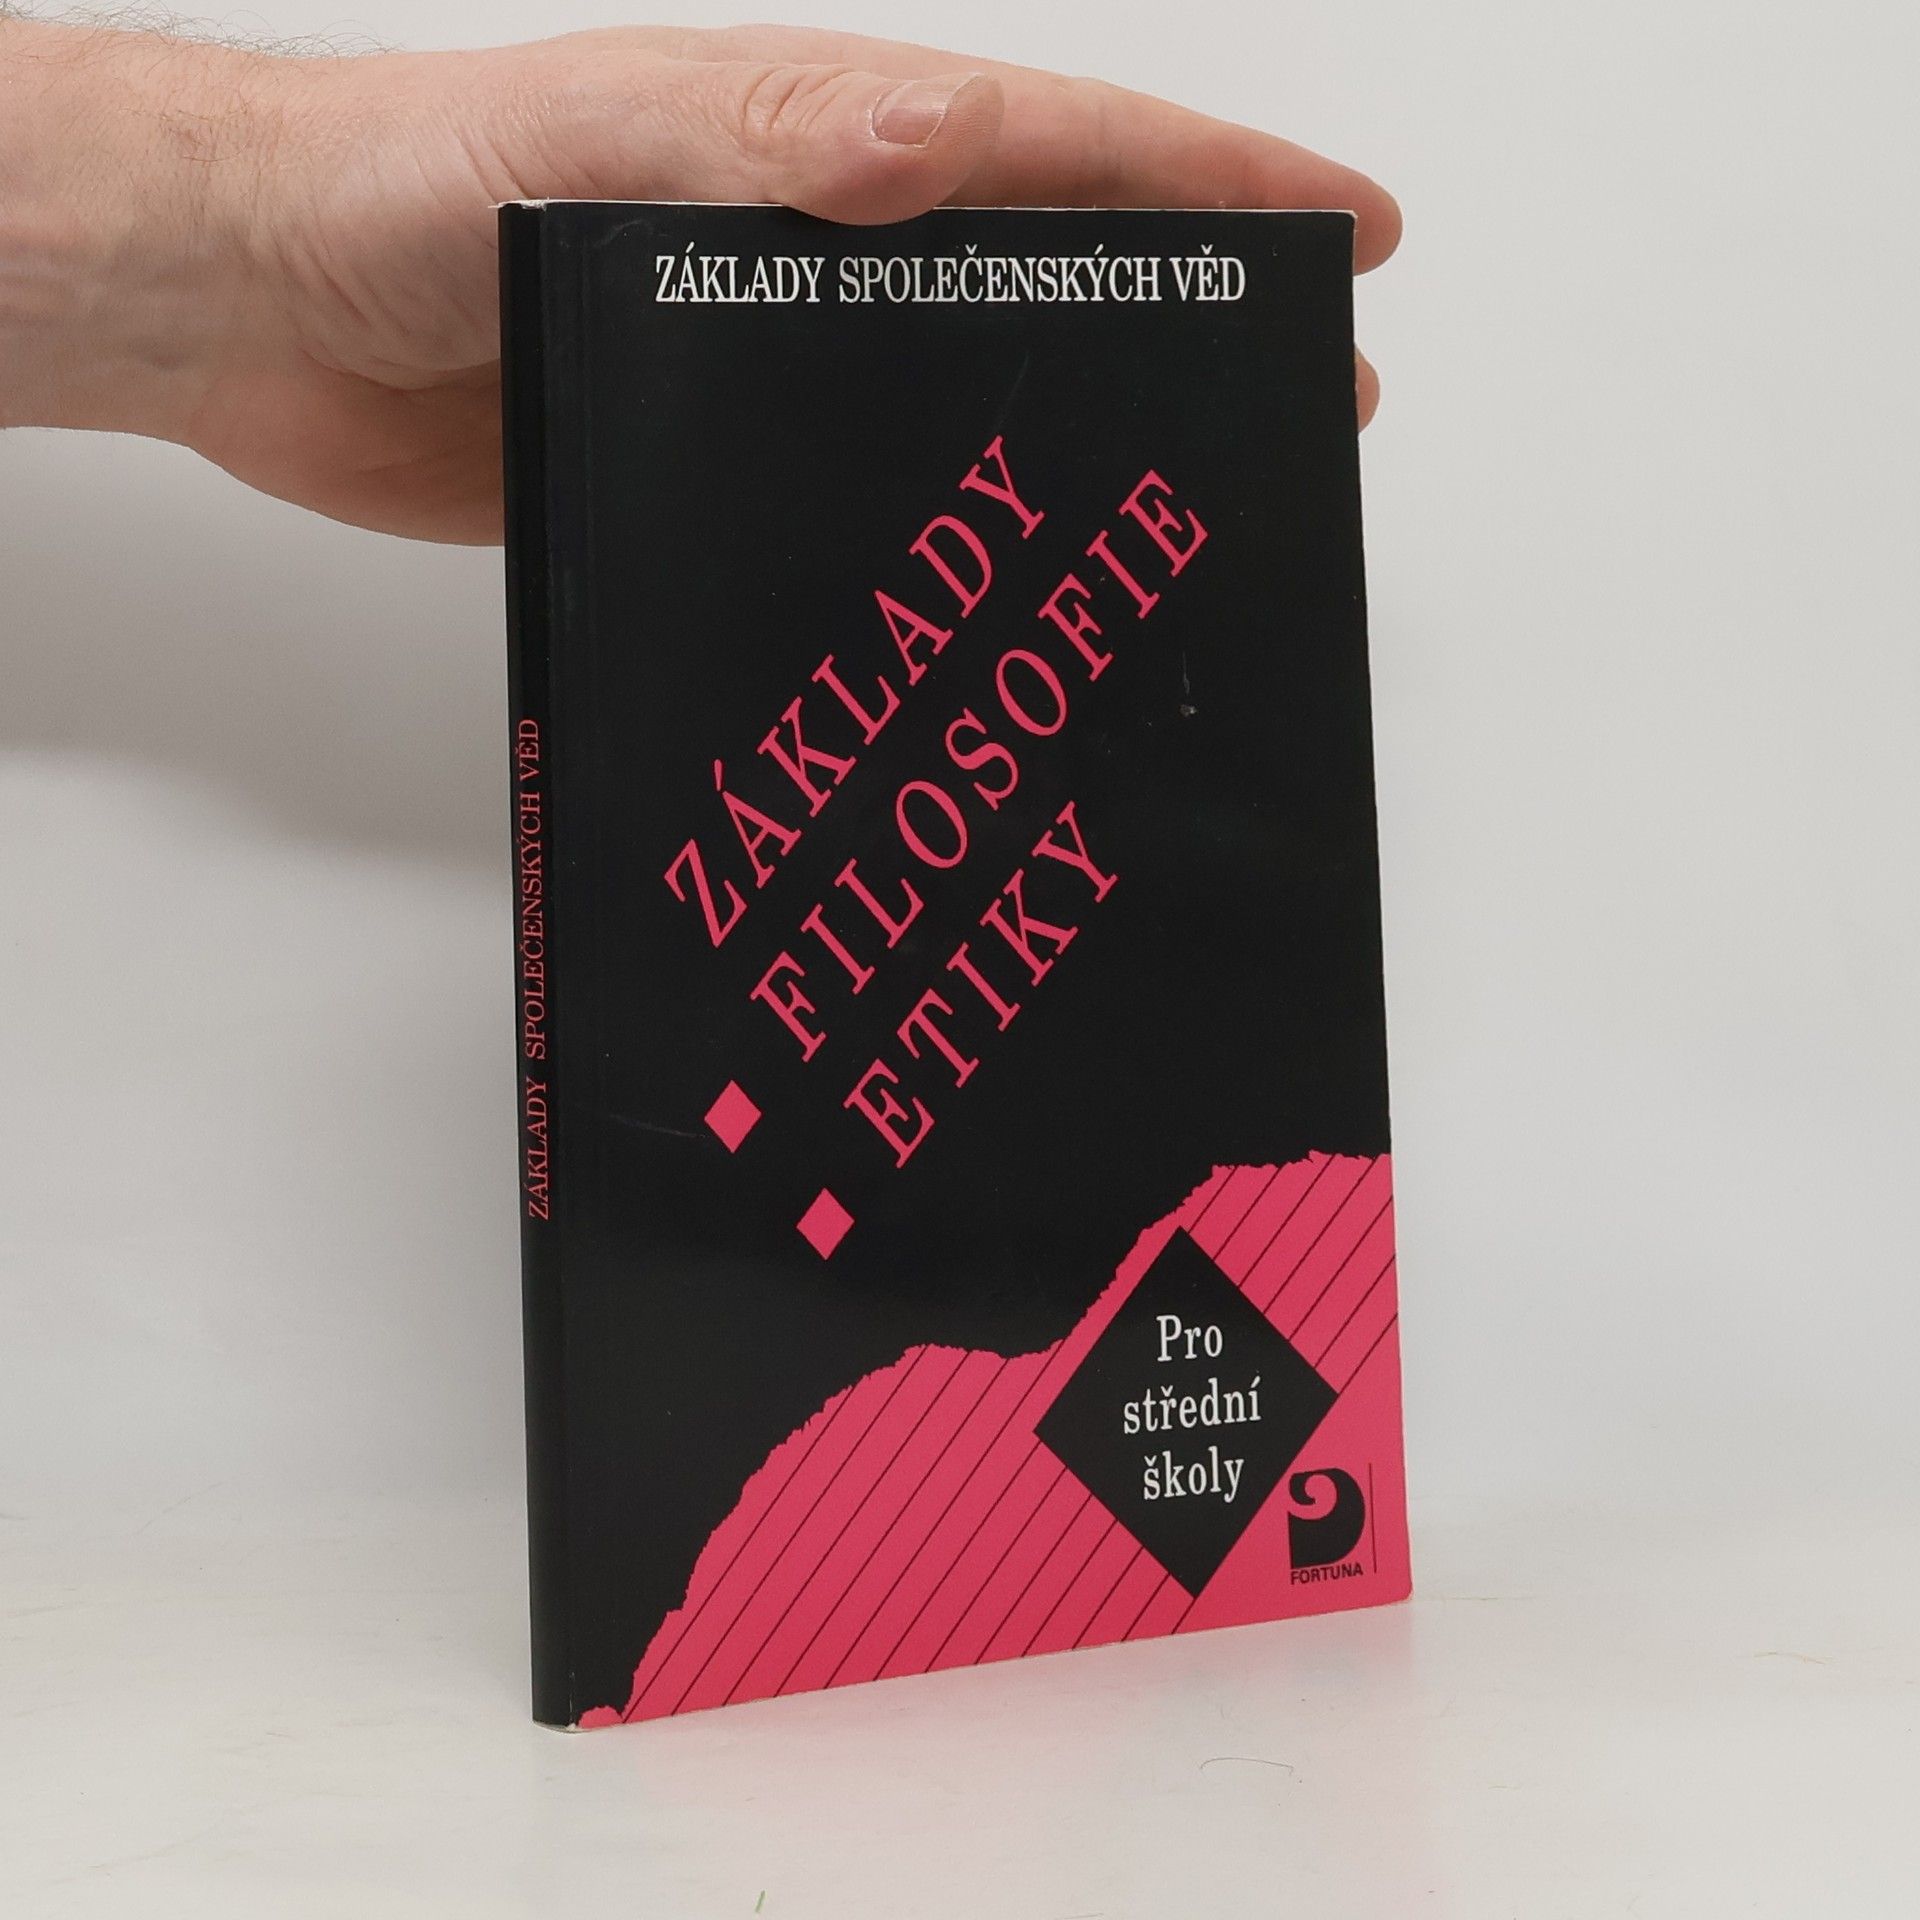 ZÁKLADY SPOLEČENSKÝCH VĚD
ZÁKLADY
FILOSOFIE
ETIKY
Pro
střední
školy
FORTUNA
ZÁKLADY SPOLEČENSKÝCH VĚD